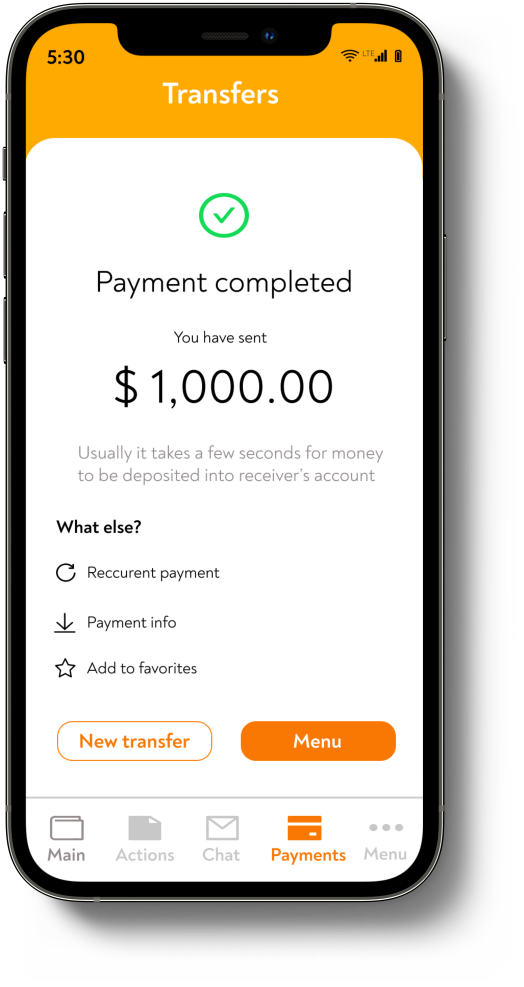 5:30
LTE
Transfers
Payment completed
You have sent
$ 1,000.00
Usually it takes a few seconds for money
to be deposited into receiver's account
What else?
Reccurent payment
Payment info
Add to favorites
New transfer
Menu
Main
Actions
Chat
Payments
Menu